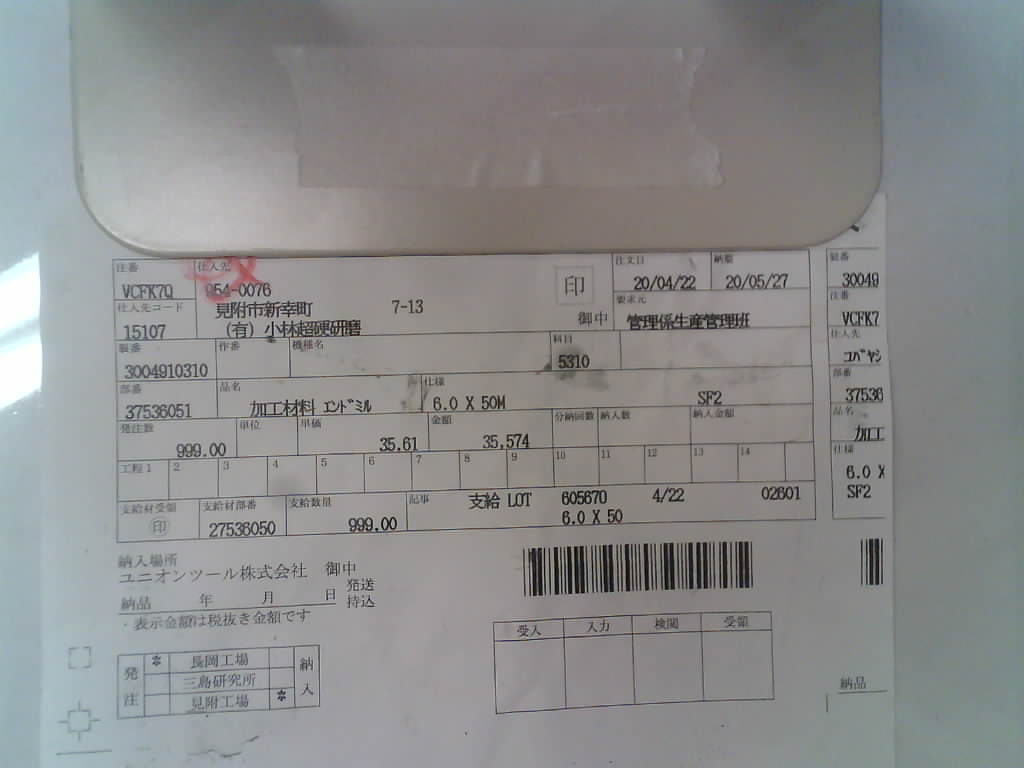 注番 仕入先 注文日 納期 製番
VCFK7Q 954-0076 印 20/04/22 20/05/27 30049
仕入先コード 見附市新幸町 7-13 要求元 注番
15107 (有) 小林超硬研磨 御中 管理係生産管理班 VCFK7
製番 作番 機種名 科目 仕入先
3004910310 5310 コバヤシ
部番 品名 仕様 部番
37536051 加工材料 エンドミル 6.0 X 50M SF2 37536
発注数 単位 単価 金額 分納回数 納入数 納入金額 品名
999.00 35.61 35,574 加工
工程1 2 3 4 5 6 7 8 9 10 11 12 13 14 仕様
6.0 X
支給材受領 支給材部番 支給数量 記事 支給 LOT 605670 4/22 02601 SF2
印 27536050 999.00 6.0 X 50
納入場所
ユニオンツール株式会社 御中
納品 年 月 日 発送 持込
・表示金額は税抜き金額です
受入 入力 検閲 受領
発注 * 長岡工場 納入
三島研究所
見附工場 *
納品